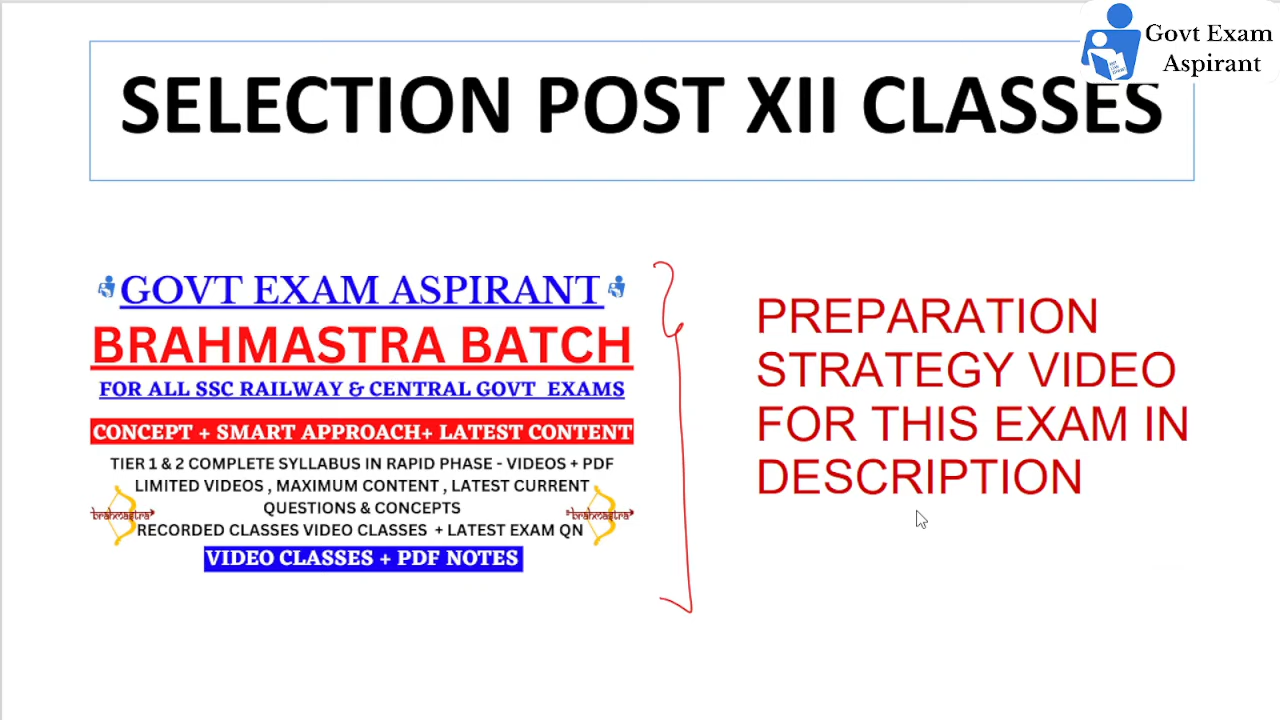 Govt Exam
Aspirant
SELECTION POST XII CLASSES
GOVT EXAM ASPIRANT
BRAHMASTRA BATCH
FOR ALL SSC RAILWAY & CENTRAL GOVT EXAMS
CONCEPT + SMART APPROACH+ LATEST CONTENT
TIER 1 & 2 COMPLETE SYLLABUS IN RAPID PHASE - VIDEOS + PDF
LIMITED VIDEOS , MAXIMUM CONTENT , LATEST CURRENT
QUESTIONS & CONCEPTS
brahmastra
brahmastra
RECORDED CLASSES VIDEO CLASSES + LATEST EXAM QN
VIDEO CLASSES + PDF NOTES
PREPARATION
STRATEGY VIDEO
FOR THIS EXAM IN
DESCRIPTION